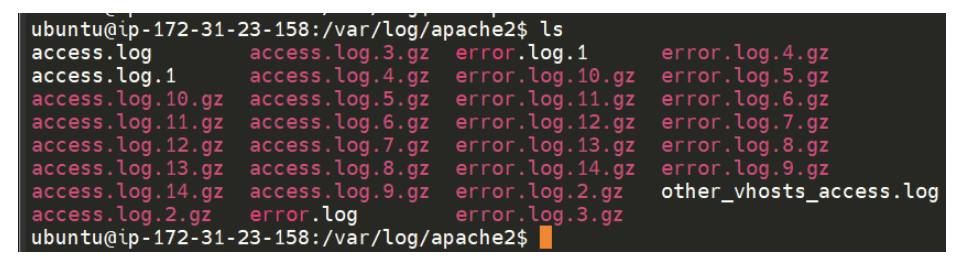 ubuntu@ip-172-31-23-158:/var/log/apache2$ ls
access.log access.log.3.gz error.log.1 error.log.4.gz
access.log.1 access.log.4.gz error.log.10.gz error.log.5.gz
access.log.10.gz access.log.5.gz error.log.11.gz error.log.6.gz
access.log.11.gz access.log.6.gz error.log.12.gz error.log.7.gz
access.log.12.gz access.log.7.gz error.log.13.gz error.log.8.gz
access.log.13.gz access.log.8.gz error.log.14.gz error.log.9.gz
access.log.14.gz access.log.9.gz error.log.2.gz other_vhosts_access.log
access.log.2.gz error.log error.log.3.gz
ubuntu@ip-172-31-23-158:/var/log/apache2$